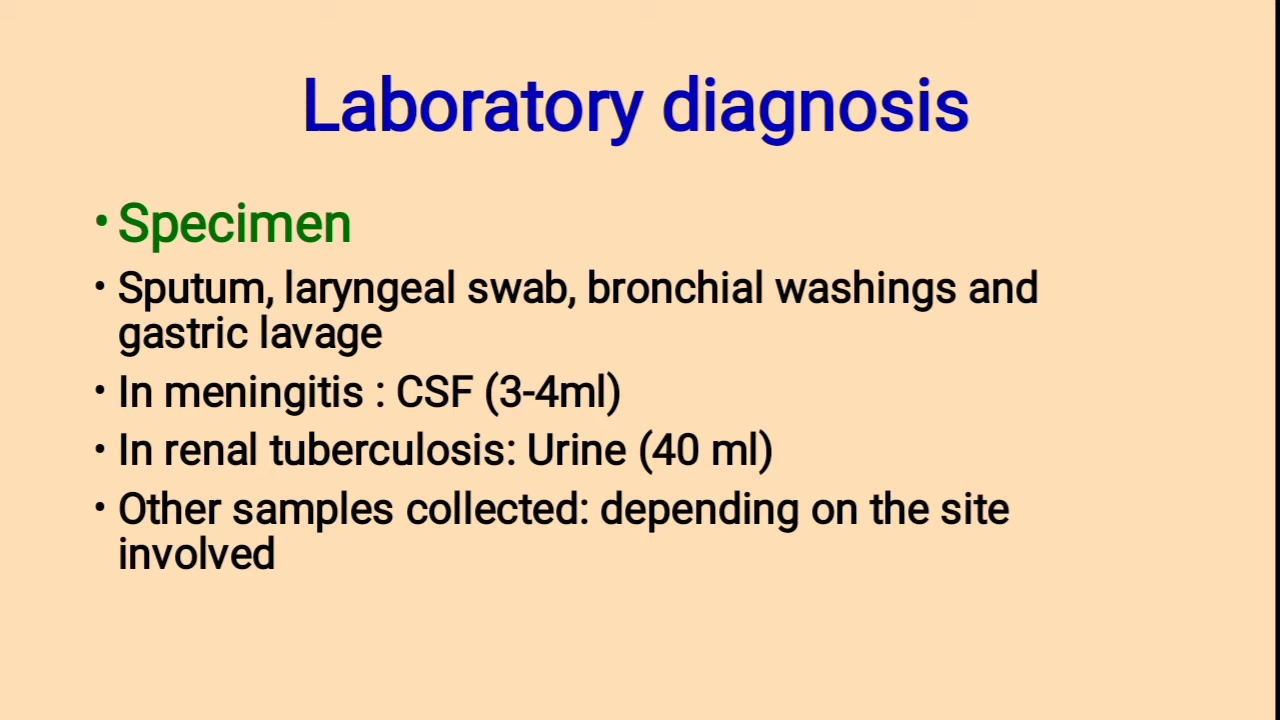 Laboratory diagnosis
• Specimen
• Sputum, laryngeal swab, bronchial washings and
gastric lavage
• In meningitis : CSF (3-4ml)
• In renal tuberculosis: Urine (40 ml)
• Other samples collected: depending on the site
involved